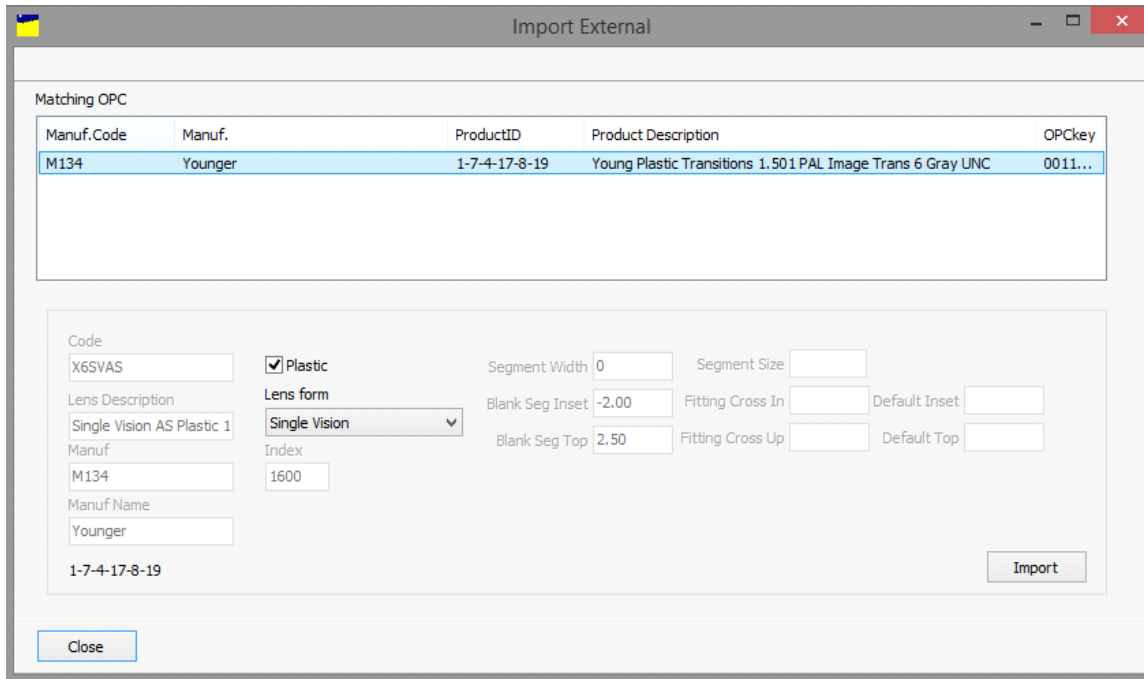 Import External
Matching OPC
Manuf.Code Manuf. ProductID Product Description OPCkey
M134 Younger 1-7-4-17-8-19 Young Plastic Transitions 1.501 PAL Image Trans 6 Gray UNC 0011...
Code
X6SVAS
Plastic
Lens Description
Single Vision AS Plastic 1
Lens form
Single Vision
Manuf
M134
Index
1600
Manuf Name
Younger
1-7-4-17-8-19
Segment Width 0 Segment Size
Blank Seg Inset -2.00 Fitting Cross In Default Inset
Blank Seg Top 2.50 Fitting Cross Up Default Top
Import
Close